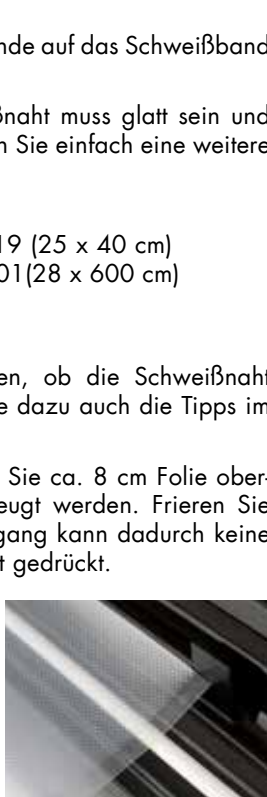 nde auf das Schweißband
ßnaht muss glatt sein und
n Sie einfach eine weitere
19 (25 x 40 cm)
01(28 x 600 cm)
en, ob die Schweißnaht
e dazu auch die Tipps im
Sie ca. 8 cm Folie ober-
eugt werden. Frieren Sie
gang kann dadurch keine
t gedrückt.